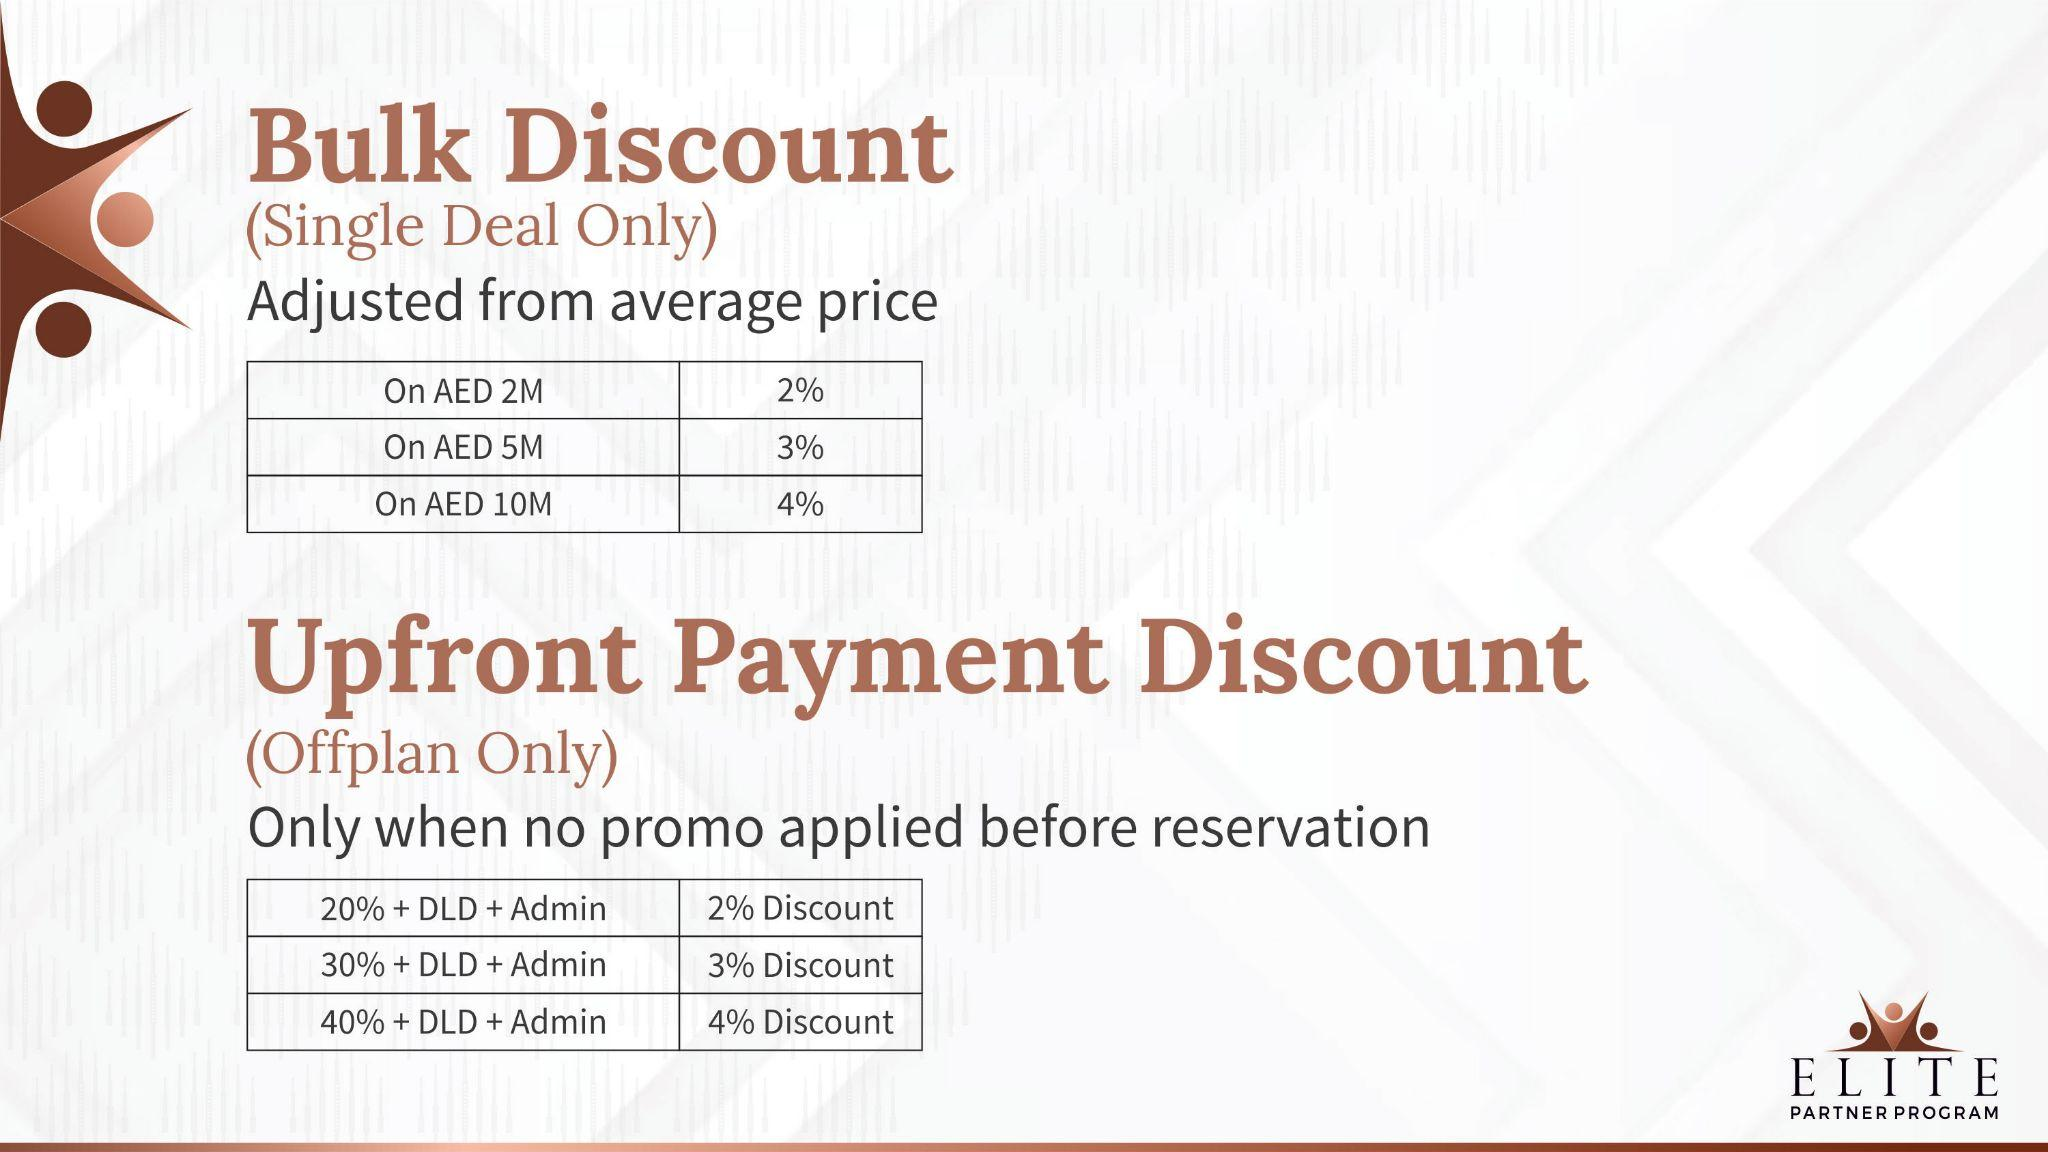 Bulk Discount
(Single Deal Only)
Adjusted from average price
On AED 2M 2%
On AED 5M 3%
On AED 10M 4%
Upfront Payment Discount
(Offplan Only)
Only when no promo applied before reservation
20% + DLD + Admin 2% Discount
30% + DLD + Admin 3% Discount
40% + DLD + Admin 4% Discount
ELITE
PARTNER PROGRAM